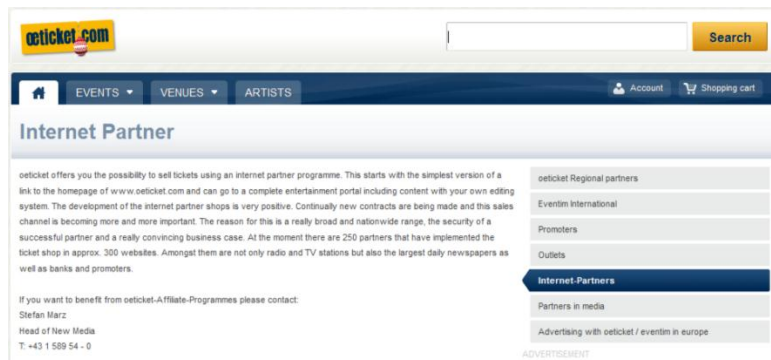 œticket.com
Search
EVENTS
VENUES
ARTISTS
Account
Shopping cart
Internet Partner
oeticket offers you the possibility to sell tickets using an internet partner programme. This starts with the simplest version of a
link to the homepage of www.oeticket.com and can go to a complete entertainment portal including content with your own editing
system. The development of the internet partner shops is very positive. Continually new contracts are being made and this sales
channel is becoming more and more important. The reason for this is a really broad and nationwide range, the security of a
successful partner and a really convincing business case. At the moment there are 250 partners that have implemented the
ticket shop in approx. 300 websites. Amongst them are not only radio and TV stations but also the largest daily newspapers as
well as banks and promoters.
If you want to benefit from oeticket-Affiliate-Programmes please contact:
Stefan Marz
Head of New Media
T: +43 1 589 54 - 0
oeticket Regional partners
Eventim International
Promoters
Outlets
Internet-Partners
Partners in media
Advertising with oeticket / eventim in europe
ADVERTISEMENT